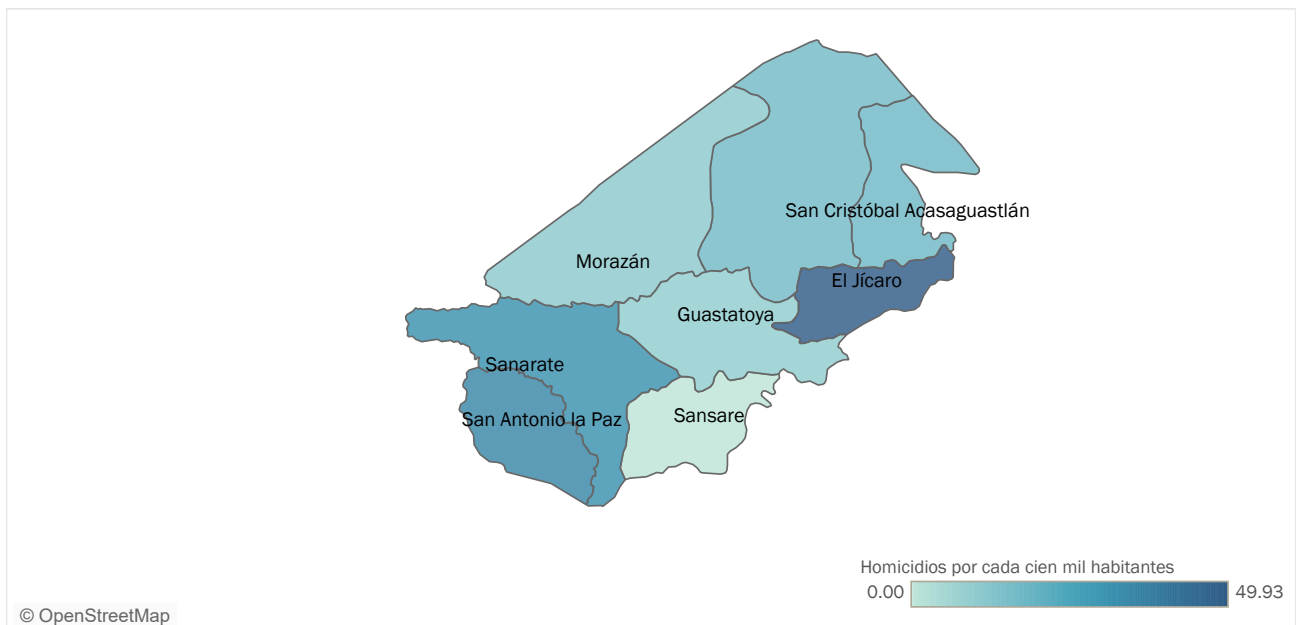 San Cristóbal Acasaguastlán
Morazán
El Jícaro
Guastatoya
Sanarate
San Antonio la Paz
Sansare
Homicidios por cada cien mil habitantes
0.00
49.93
© OpenStreetMap